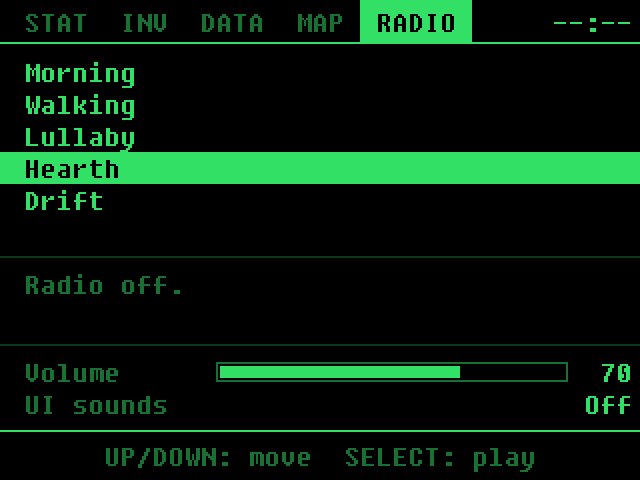 STAT INV DATA MAP RADIO --:--
Morning
Walking
Lullaby
Hearth
Drift
Radio off.
Volume 70
UI sounds Off
UP/DOWN: move SELECT: play